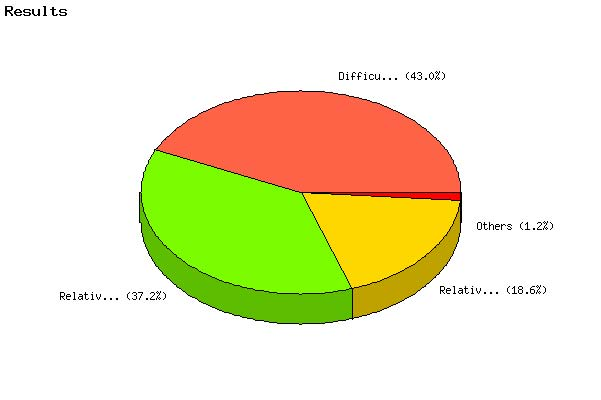 Results
Difficu... (43.0%)
Others (1.2%)
Relativ... (18.6%)
Relativ... (37.2%)